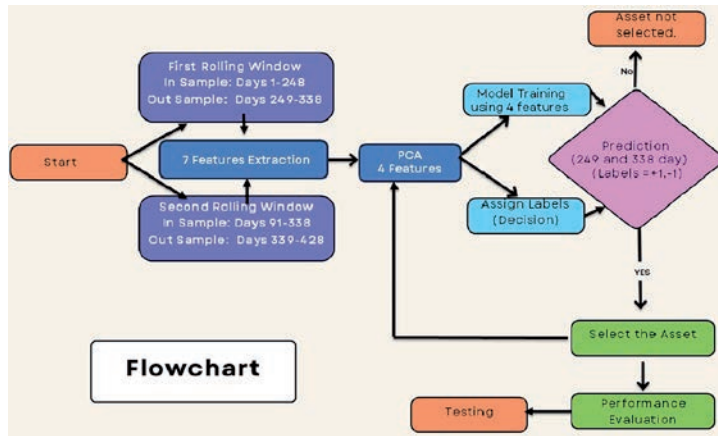 Asset not
selected.
First Rolling Window
In Sample: Days 1-248
Out Sample: Days 249-338
No
Model Training
using 4 features
Start
7 Features Extraction
PCA
4 Features
Prediction
(249 and 338 day)
(Labels =+1,-1)
Second Rolling Window
In Sample: Days 91-338
Out Sample: Days 339-428
Assign Labels
(Decision)
YES
Select the Asset
Flowchart
Testing
Performance
Evaluation